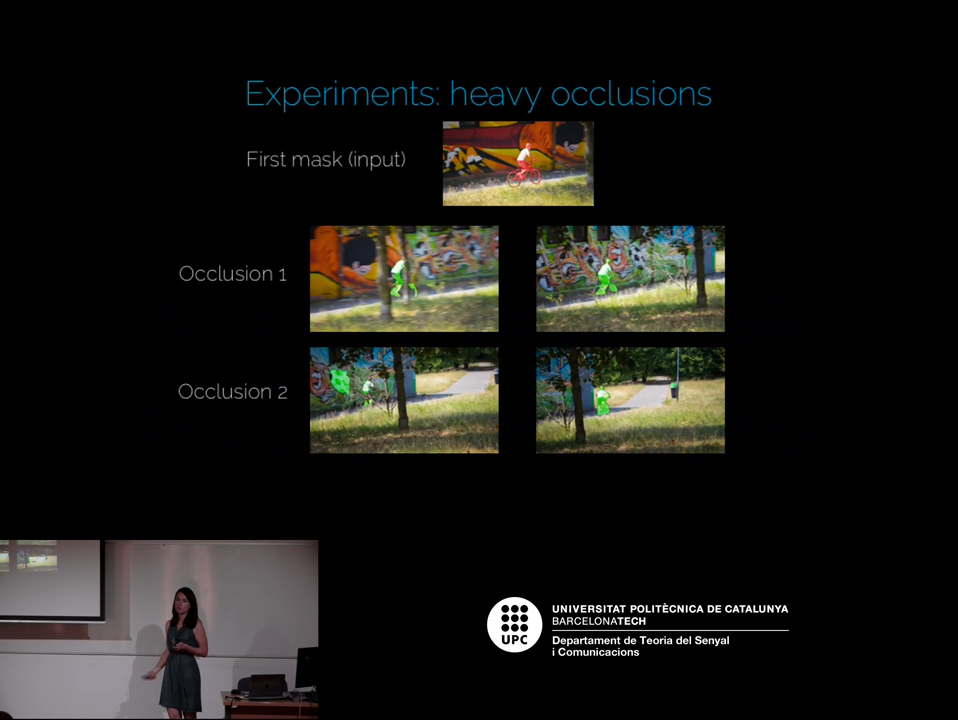 Experiments: heavy occlusions
First mask (input)
Occlusion 1
Occlusion 2
UPC
UNIVERSITAT POLITÈCNICA DE CATALUNYA
BARCELONATECH
Departament de Teoria del Senyal
i Comunicacions